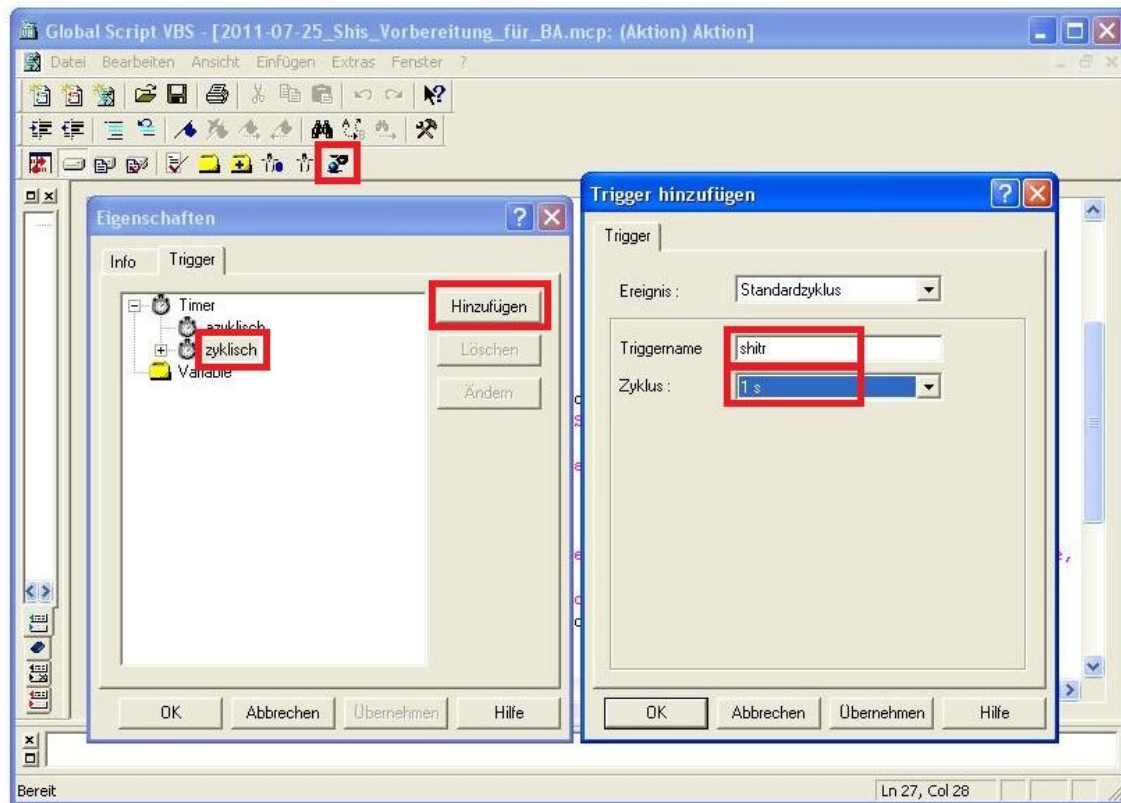 Global Script VBS - [2011-07-25_Shis_Vorbereitung_für_BA.mcp: (Aktion) Aktion]
Datei Bearbeiten Ansicht Einfügen Extras Fenster ?
Eigenschaften
Info Trigger
Timer
azyklisch
zyklisch
Variable
Hinzufügen
Löschen
Ändern
OK Abbrechen Übernehmen Hilfe
Trigger hinzufügen
Trigger
Ereignis : Standardzyklus
Triggername shitr
Zyklus : 1 s
OK Abbrechen Übernehmen Hilfe
Bereit Ln 27, Col 28